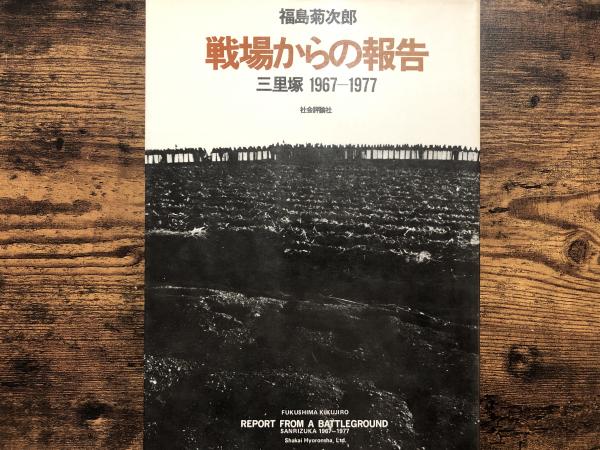 福島菊次郎
戦場からの報告
三里塚 1967–1977
社会評論社
FUKUSHIMA KIKUJIRO
REPORT FROM A BATTLEGROUND
SANRIZUKA 1967–1977
Shakai Hyoronsha, Ltd.